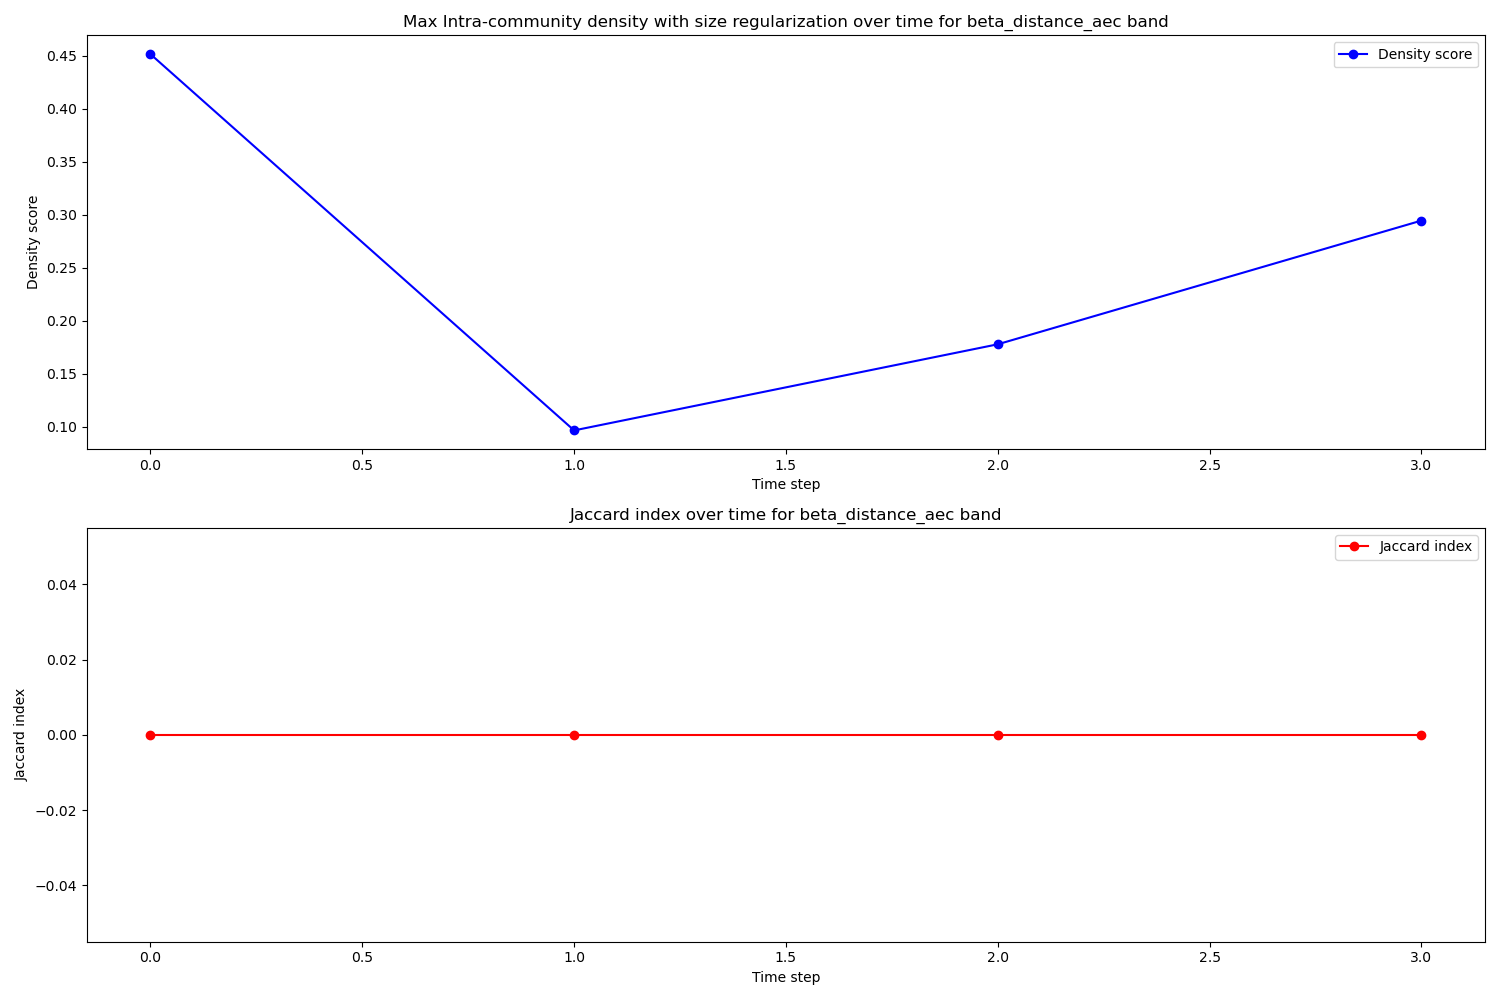 Max Intra-community density with size regularization over time for beta_distance_aec band
Density score
0.45
0.40
0.35
0.30
0.25
0.20
0.15
0.10
Density score
0.0 0.5 1.0 1.5 2.0 2.5 3.0
Time step
Jaccard index over time for beta_distance_aec band
Jaccard index
0.04
0.02
0.00
−0.02
−0.04
Jaccard index
0.0 0.5 1.0 1.5 2.0 2.5 3.0
Time step